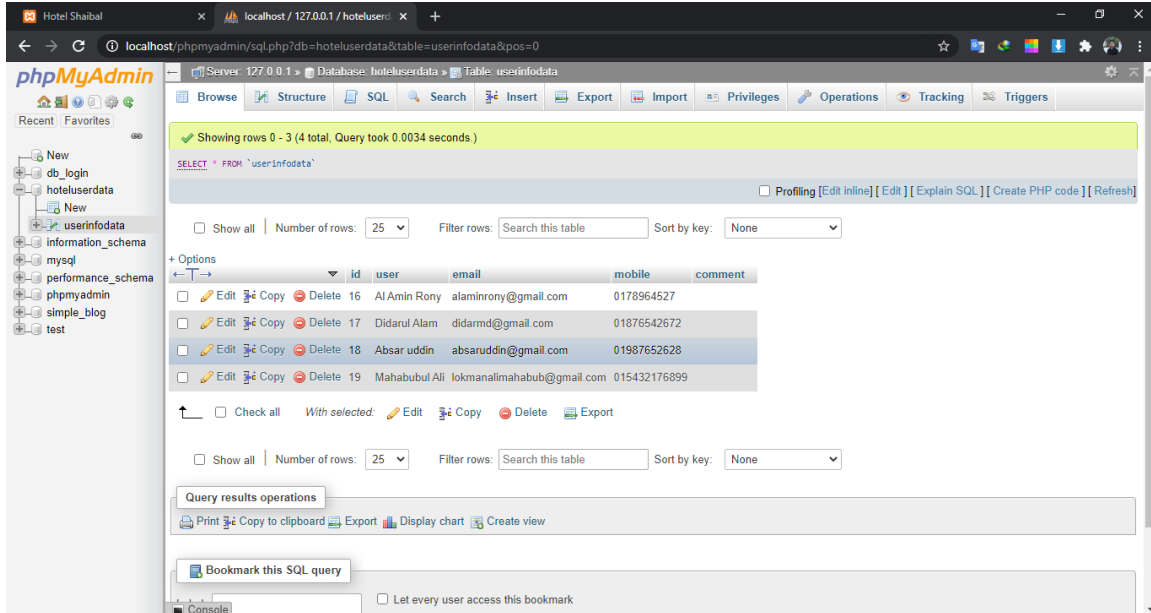 Hotel Shaibal
localhost / 127.0.0.1 / hoteluserd
localhost/phpmyadmin/sql.php?db=hoteluserdata&table=userinfodata&pos=0
phpMyAdmin
Recent Favorites
New
db_login
hoteluserdata
New
userinfodata
information_schema
mysql
performance_schema
phpmyadmin
simple_blog
test
Server: 127.0.0.1 » Database: hoteluserdata » Table: userinfodata
Browse Structure SQL Search Insert Export Import Privileges Operations Tracking Triggers
Showing rows 0 - 3 (4 total, Query took 0.0034 seconds.)
SELECT * FROM `userinfodata`
Profiling [Edit inline] [ Edit ] [ Explain SQL ] [ Create PHP code ] [ Refresh]
Show all Number of rows: 25 Filter rows: Search this table Sort by key: None
+ Options
id user email mobile comment
Edit Copy Delete 16 Al Amin Rony alaminrony@gmail.com 0178964527
Edit Copy Delete 17 Didarul Alam didarmd@gmail.com 01876542672
Edit Copy Delete 18 Absar uddin absaruddin@gmail.com 01987652628
Edit Copy Delete 19 Mahabubul Ali lokmanalimahabub@gmail.com 015432176899
Check all With selected: Edit Copy Delete Export
Show all Number of rows: 25 Filter rows: Search this table Sort by key: None
Query results operations
Print Copy to clipboard Export Display chart Create view
Bookmark this SQL query
Let every user access this bookmark
Console